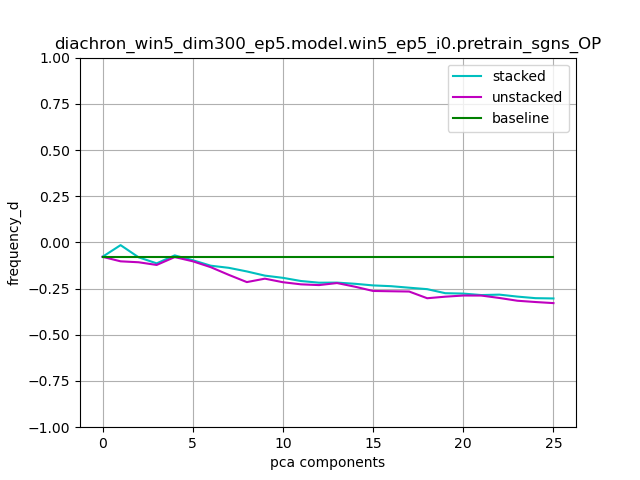 diachron_win5_dim300_ep5.model.win5_ep5_i0.pretrain_sgns_OP
1.00
0.75
0.50
0.25
0.00
−0.25
−0.50
−0.75
−1.00
frequency_d
stacked
unstacked
baseline
0 5 10 15 20 25
pca components